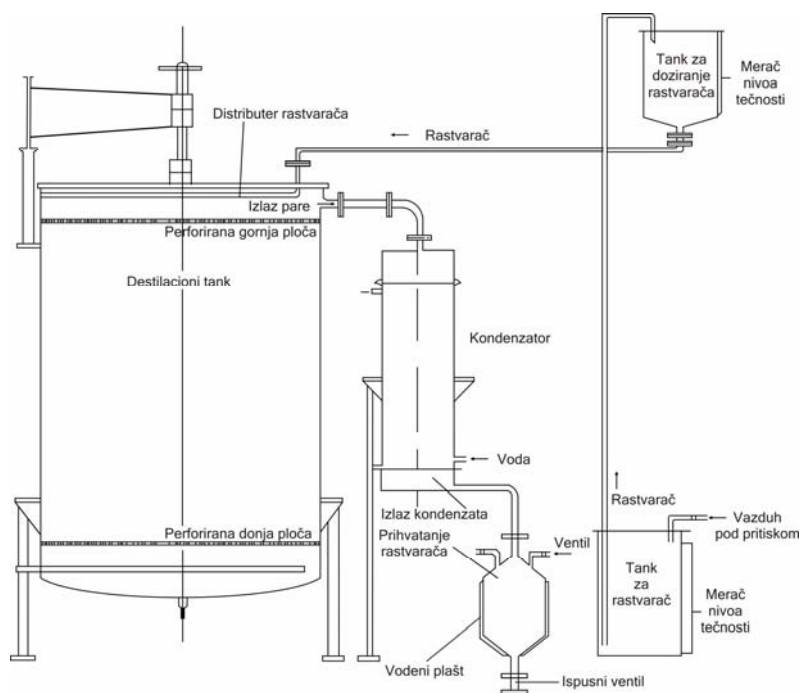 Tank za
doziranje
rastvarača
Merač
nivoa
tečnosti
Distributer rastvarača
Rastvarač
Izlaz pare
Perforirana gornja ploča
Destilacioni tank
Kondenzator
Voda
Izlaz kondenzata
Rastvarač
Prihvatanje
rastvarača
Ventil
Vazduh
pod pritiskom
Perforirana donja ploča
Tank
za
rastvarač
Merač
nivoa
tečnosti
Vodeni plašt
Ispusni ventil